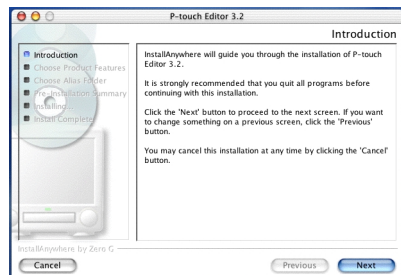 P-touch Editor 3.2
Introduction
Introduction
Choose Product Features
Choose Alias Folder
Pre-Installation Summary
Installing...
Install Complete
InstallAnywhere will guide you through the installation of P-touch
Editor 3.2.
It is strongly recommended that you quit all programs before
continuing with this installation.
Click the 'Next' button to proceed to the next screen. If you want
to change something on a previous screen, click the 'Previous'
button.
You may cancel this installation at any time by clicking the 'Cancel'
button.
InstallAnywhere by Zero G
Cancel
Previous
Next